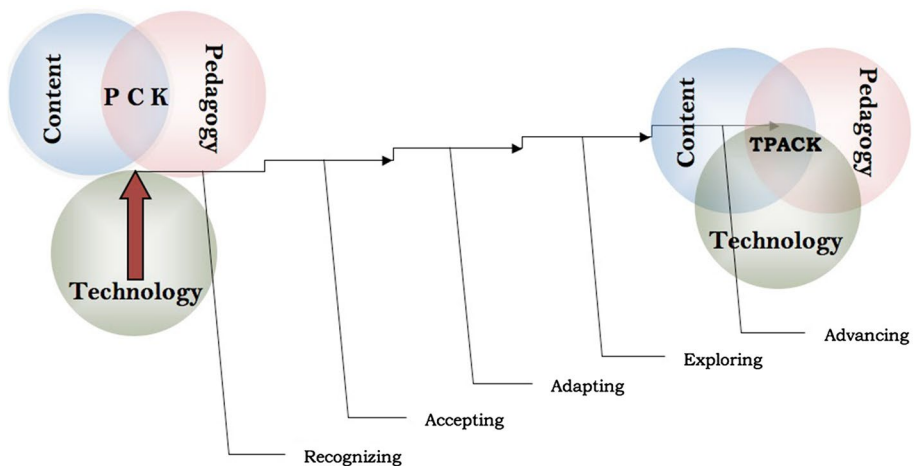 Content
P C K
Pedagogy
Technology
Content
TPACK
Pedagogy
Technology
Advancing
Exploring
Adapting
Accepting
Recognizing